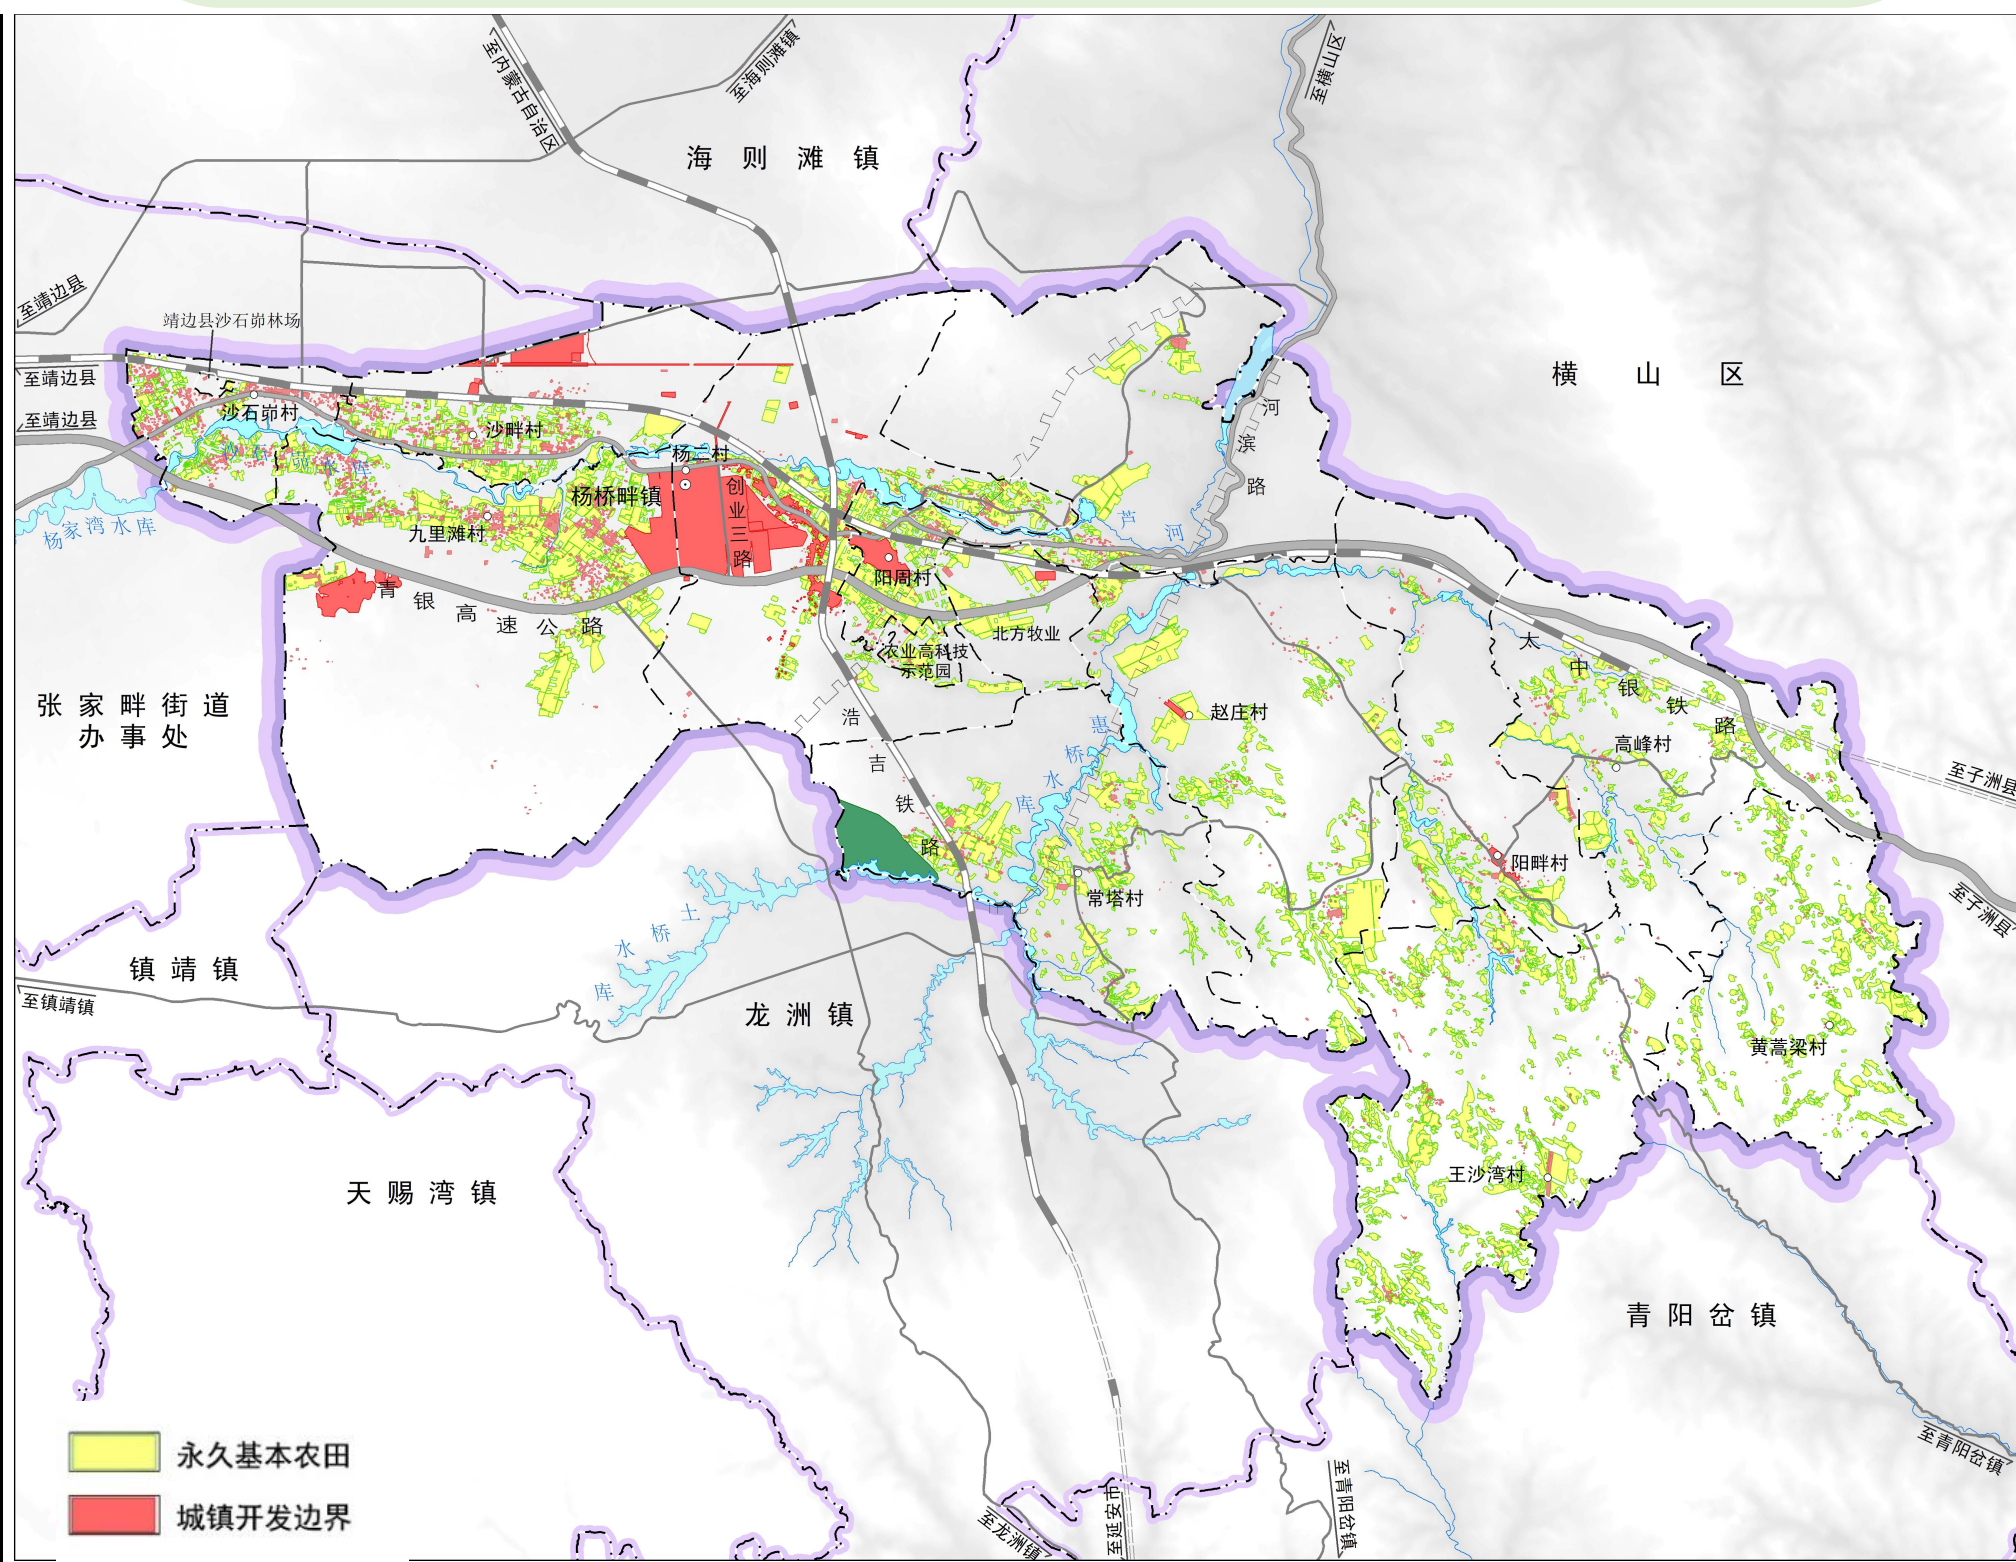 至内蒙古自治区
至海则滩镇
至横山区
海则滩镇
至靖边县
靖边县沙石峁林场
至靖边县
横山区
至靖边县
沙石峁村
沙畔村
河滨路
沙石峁水库
杨二村
杨桥畔镇
创业三路
杨家湾水库
九里滩村
芦河
阳周村
青银高速公路
北方牧业
农业高科技
示范园
太中银铁路
张家畔街道
办事处
赵庄村
浩吉铁路
惠桥水库
高峰村
至子洲县
阳畔村
常塔村
至子洲县
土桥水库
镇靖镇
至镇靖镇
龙洲镇
黄蒿梁村
天赐湾镇
王沙湾村
青阳岔镇
至青阳岔镇
永久基本农田
城镇开发边界
至龙洲镇
至延安市
至青阳岔镇